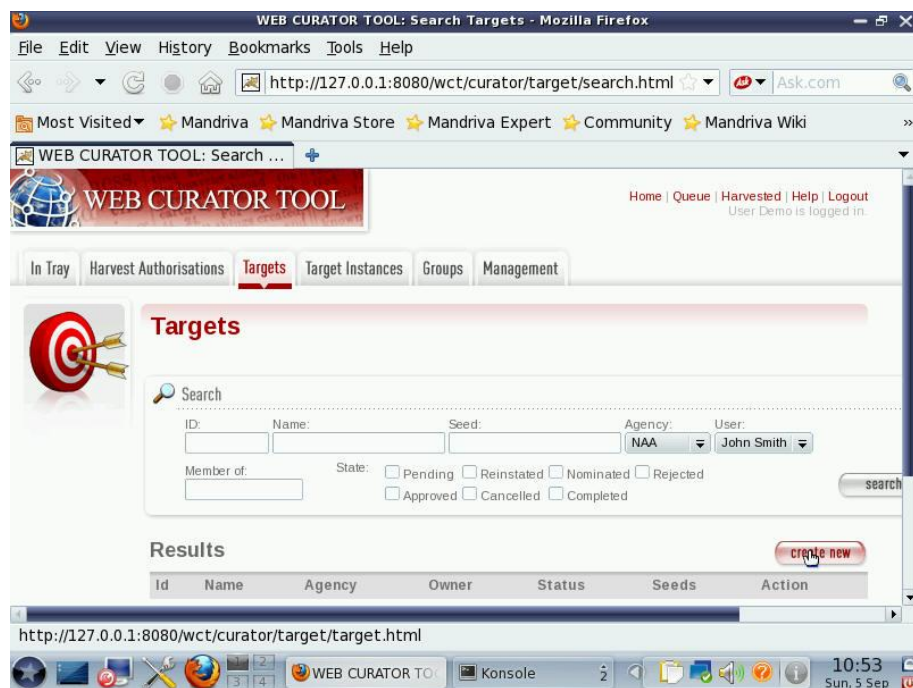 WEB CURATOR TOOL: Search Targets - Mozilla Firefox
File Edit View History Bookmarks Tools Help
http://127.0.0.1:8080/wct/curator/target/search.html
Ask.com
Most Visited Mandriva Mandriva Store Mandriva Expert Community Mandriva Wiki »
WEB CURATOR TOOL: Search ...
WEB CURATOR TOOL
Home | Queue | Harvested | Help | Logout
User Demo is logged in.
In Tray Harvest Authorisations Targets Target Instances Groups Management
Targets
Search
ID: Name: Seed: Agency: User:
NAA John Smith
Member of: State: Pending Reinstated Nominated Rejected
Approved Cancelled Completed
search
Results
create new
Id Name Agency Owner Status Seeds Action
http://127.0.0.1:8080/wct/curator/target/target.html
1 2
3 4
WEB CURATOR TO
Konsole
2
10:53
Sun, 5 Sep